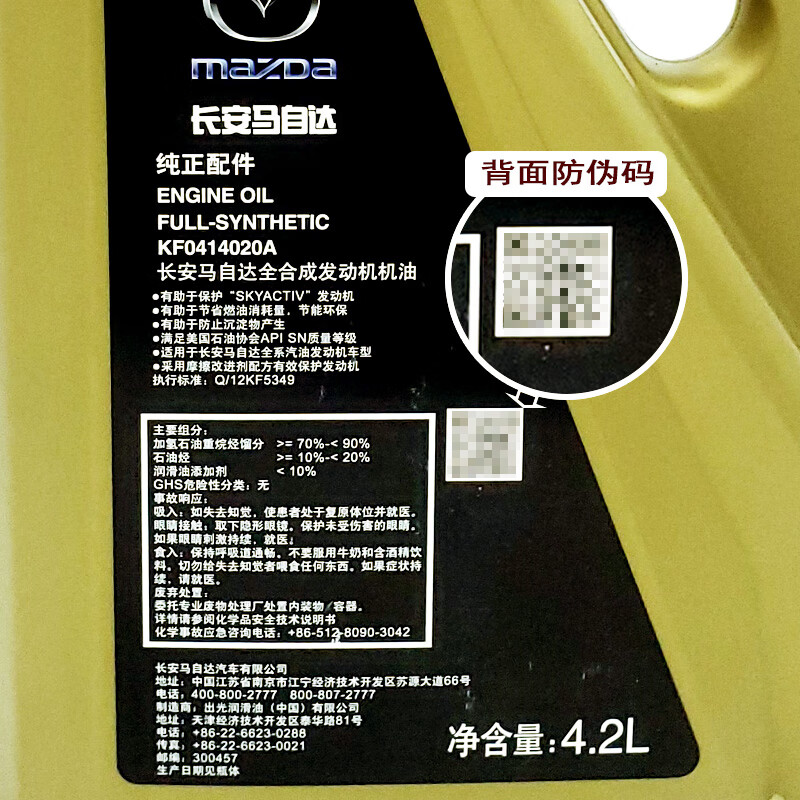 mazda
长安马自达
纯正配件
背面防伪码
ENGINE OIL
FULL-SYNTHETIC
KF0414020A
长安马自达全合成发动机机油
●有助于保护“SKYACTIV”发动机
●有助于节省燃油消耗量，节能环保
●有助于防止沉淀物产生
●满足美国石油协会API SN质量等级
●适用于长安马自达全系汽油发动机车型
●采用摩擦改进剂配方有效保护发动机
执行标准：Q/12KF5349
主要组分：
加氢石油重烷烃馏分 >= 70%-< 90%
石油烃 >= 10%-< 20%
润滑油添加剂 < 10%
GHS危险性分类：无
事故响应：
吸入：如失去知觉，使患者处于复原体位并就医。
眼睛接触：取下隐形眼镜。保护未受伤害的眼睛。
如果眼睛刺激持续，就医。
食入：保持呼吸道通畅。不要服用牛奶和含酒精饮
料。切勿给失去知觉者喂食任何东西。如果症状持
续，请就医。
废弃处置：
委托专业废物处理厂处置内装物／容器。
详情请参阅化学品安全技术说明书
化学事故应急咨询电话：+86-512-8090-3042
长安马自达汽车有限公司
地址：中国江苏省南京市江宁经济技术开发区苏源大道66号
电话：400-800-2777 800-807-2777
制造商：出光润滑油（中国）有限公司
地址：天津经济技术开发区泰华路81号
电话：+86-22-6623-0288
传真：+86-22-6623-0021
邮编：300457
生产日期见瓶体
净含量：4.2L